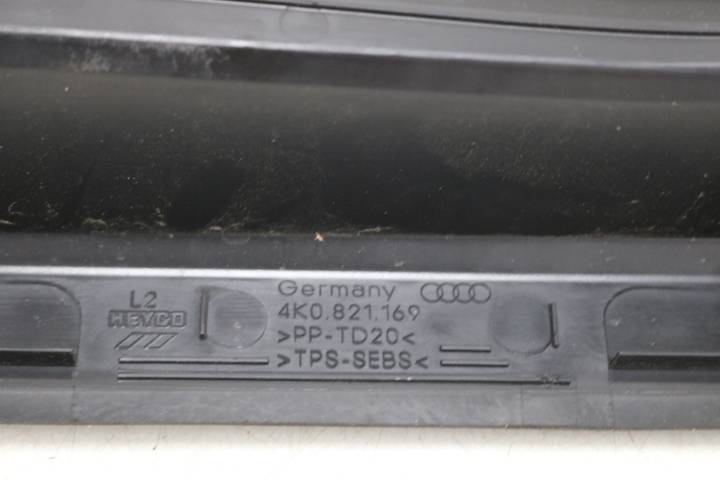 Germany
L2
HEYCO
4K0.821.169
>PP-TD20<
>TPS-SEBS<